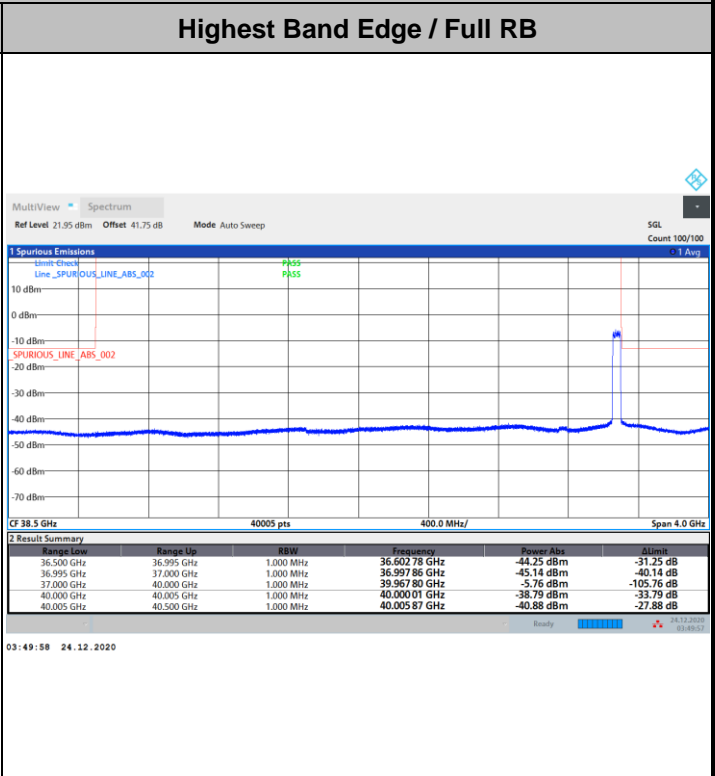 Highest Band Edge / Full RB
MultiView Spectrum
Ref Level 21.95 dBm Offset 41.75 dB Mode Auto Sweep SGL
Count 100/100
1 Spurious Emissions 1 Avg
Limit Check PASS
Line _SPURIOUS_LINE_ABS_002 PASS
10 dBm
0 dBm
-10 dBm
_SPURIOUS_LINE_ABS_002
-20 dBm
-30 dBm
-40 dBm
-50 dBm
-60 dBm
-70 dBm
CF 38.5 GHz 40005 pts 400.0 MHz/ Span 4.0 GHz
2 Result Summary
Range Low Range Up RBW Frequency Power Abs ΔLimit
36.500 GHz 36.995 GHz 1.000 MHz 36.602 78 GHz -44.25 dBm -31.25 dB
36.995 GHz 37.000 GHz 1.000 MHz 36.997 86 GHz -45.14 dBm -40.14 dB
37.000 GHz 40.000 GHz 1.000 MHz 39.967 80 GHz -5.76 dBm -105.76 dB
40.000 GHz 40.005 GHz 1.000 MHz 40.000 01 GHz -38.79 dBm -33.79 dB
40.005 GHz 40.500 GHz 1.000 MHz 40.005 87 GHz -40.88 dBm -27.88 dB
Ready 24.12.2020
03:49:57
03:49:58 24.12.2020